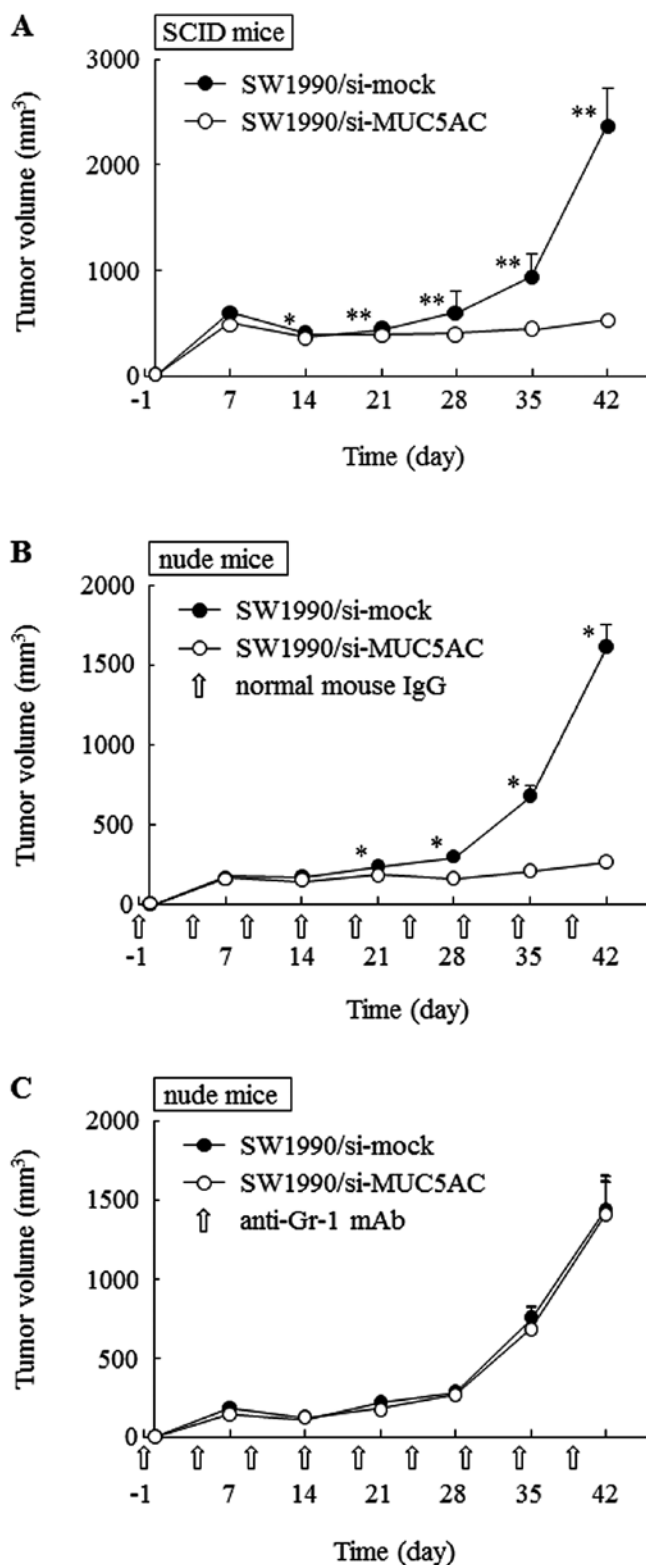 A
SCID mice
SW1990/si-mock
SW1990/si-MUC5AC
Tumor volume (mm³)
3000
2000
1000
0
* ** ** ** **
-1 7 14 21 28 35 42
Time (day)
B
nude mice
SW1990/si-mock
SW1990/si-MUC5AC
⇧ normal mouse IgG
Tumor volume (mm³)
2000
1500
1000
500
0
* * * *
-1 7 14 21 28 35 42
Time (day)
C
nude mice
SW1990/si-mock
SW1990/si-MUC5AC
⇧ anti-Gr-1 mAb
Tumor volume (mm³)
2000
1500
1000
500
0
-1 7 14 21 28 35 42
Time (day)